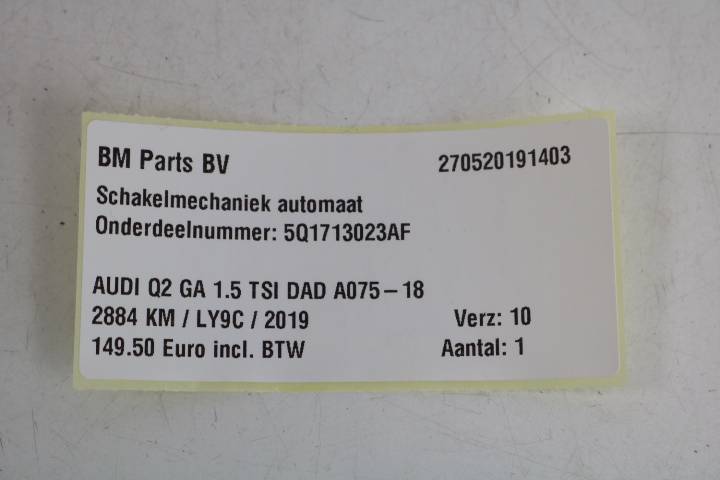 BM Parts BV 270520191403
Schakelmechaniek automaat
Onderdeelnummer: 5Q1713023AF
AUDI Q2 GA 1.5 TSI DAD A075-18
2884 KM / LY9C / 2019 Verz: 10
149.50 Euro incl. BTW Aantal: 1